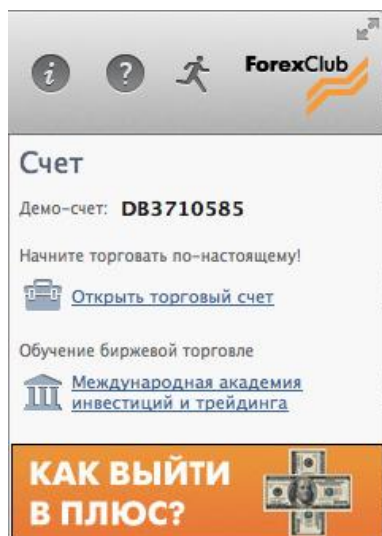 i ? ForexClub
Счет
Демо-счет: DB3710585
Начните торговать по-настоящему!
Открыть торговый счет
Обучение биржевой торговле
Международная академия
инвестиций и трейдинга
КАК ВЫЙТИ
В ПЛЮС?